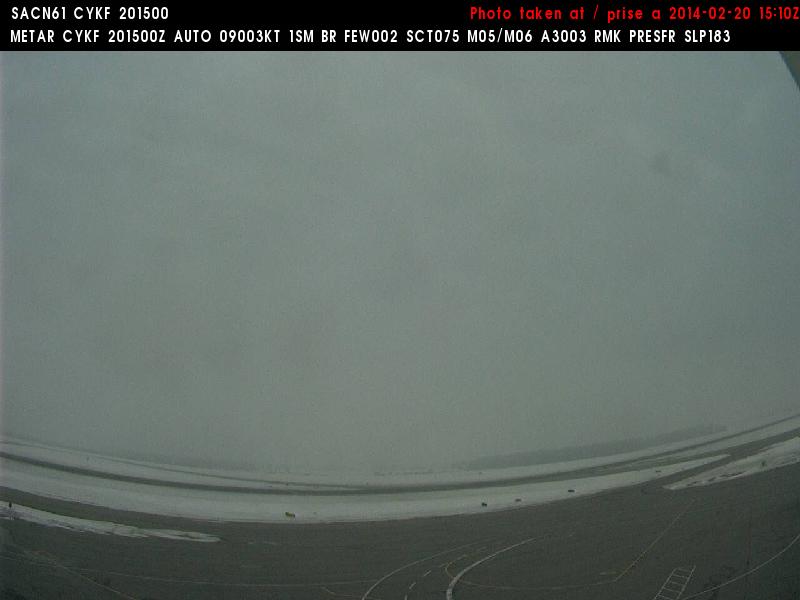 SACN61 CYKF 201500 Photo taken at / prise a 2014-02-20 15:10Z
METAR CYKF 201500Z AUTO 09003KT 1SM BR FEW002 SCT075 M05/M06 A3003 RMK PRESFR SLP183